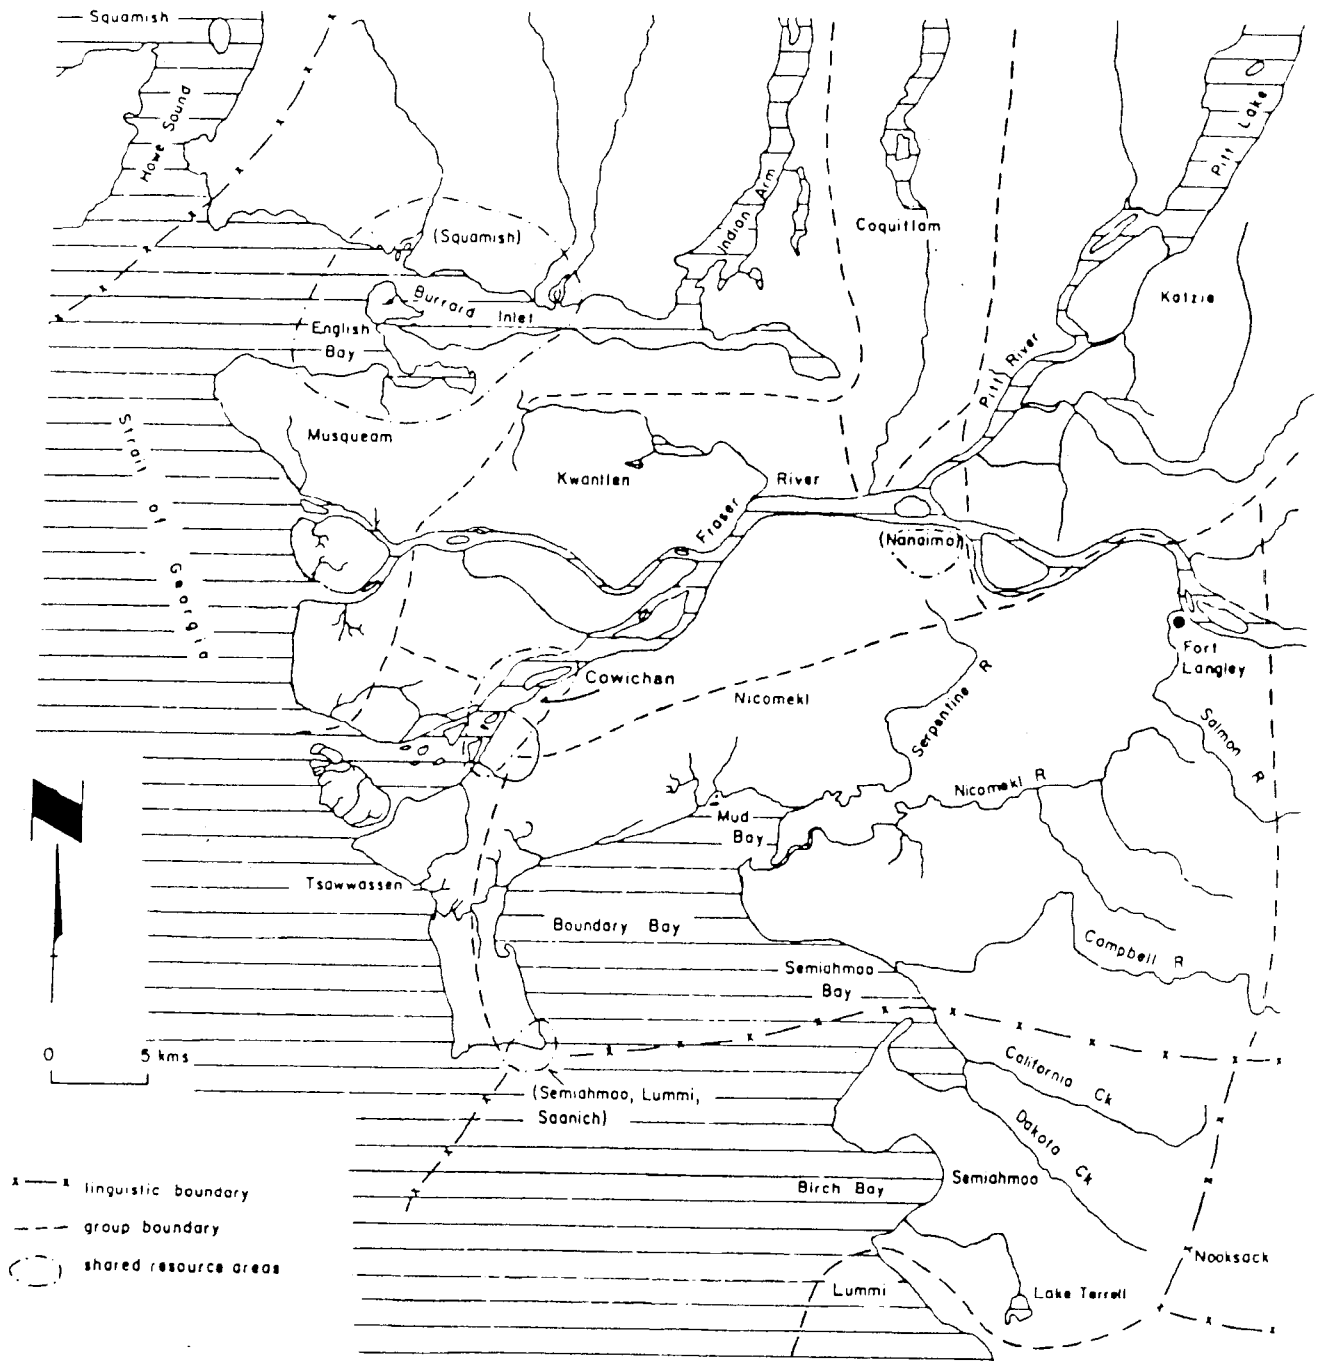 Squamish
Howe Sound
(Squamish)
Indian Arm
Coquitlam
Pitt Lake
Katzie
Burrard Inlet
English
Bay
Pitt River
Strait of Georgia
Musqueam
Kwantlen
Fraser River
(Nanaimo)
Fort
Langley
Cowichan
Nicomekl
Serpentine R
Salmon R
Nicomekl R
Mud
Bay
Tsawwassen
Boundary Bay
Campbell R
Semiahmoo
Bay
0 5 kms
California Ck
(Semiahmoo, Lummi,
Saanich)
Dakota Ck
Semiahmoo
Birch Bay
x — x linguistic boundary
group boundary
shared resource areas
Nooksack
Lummi
Lake Terrell